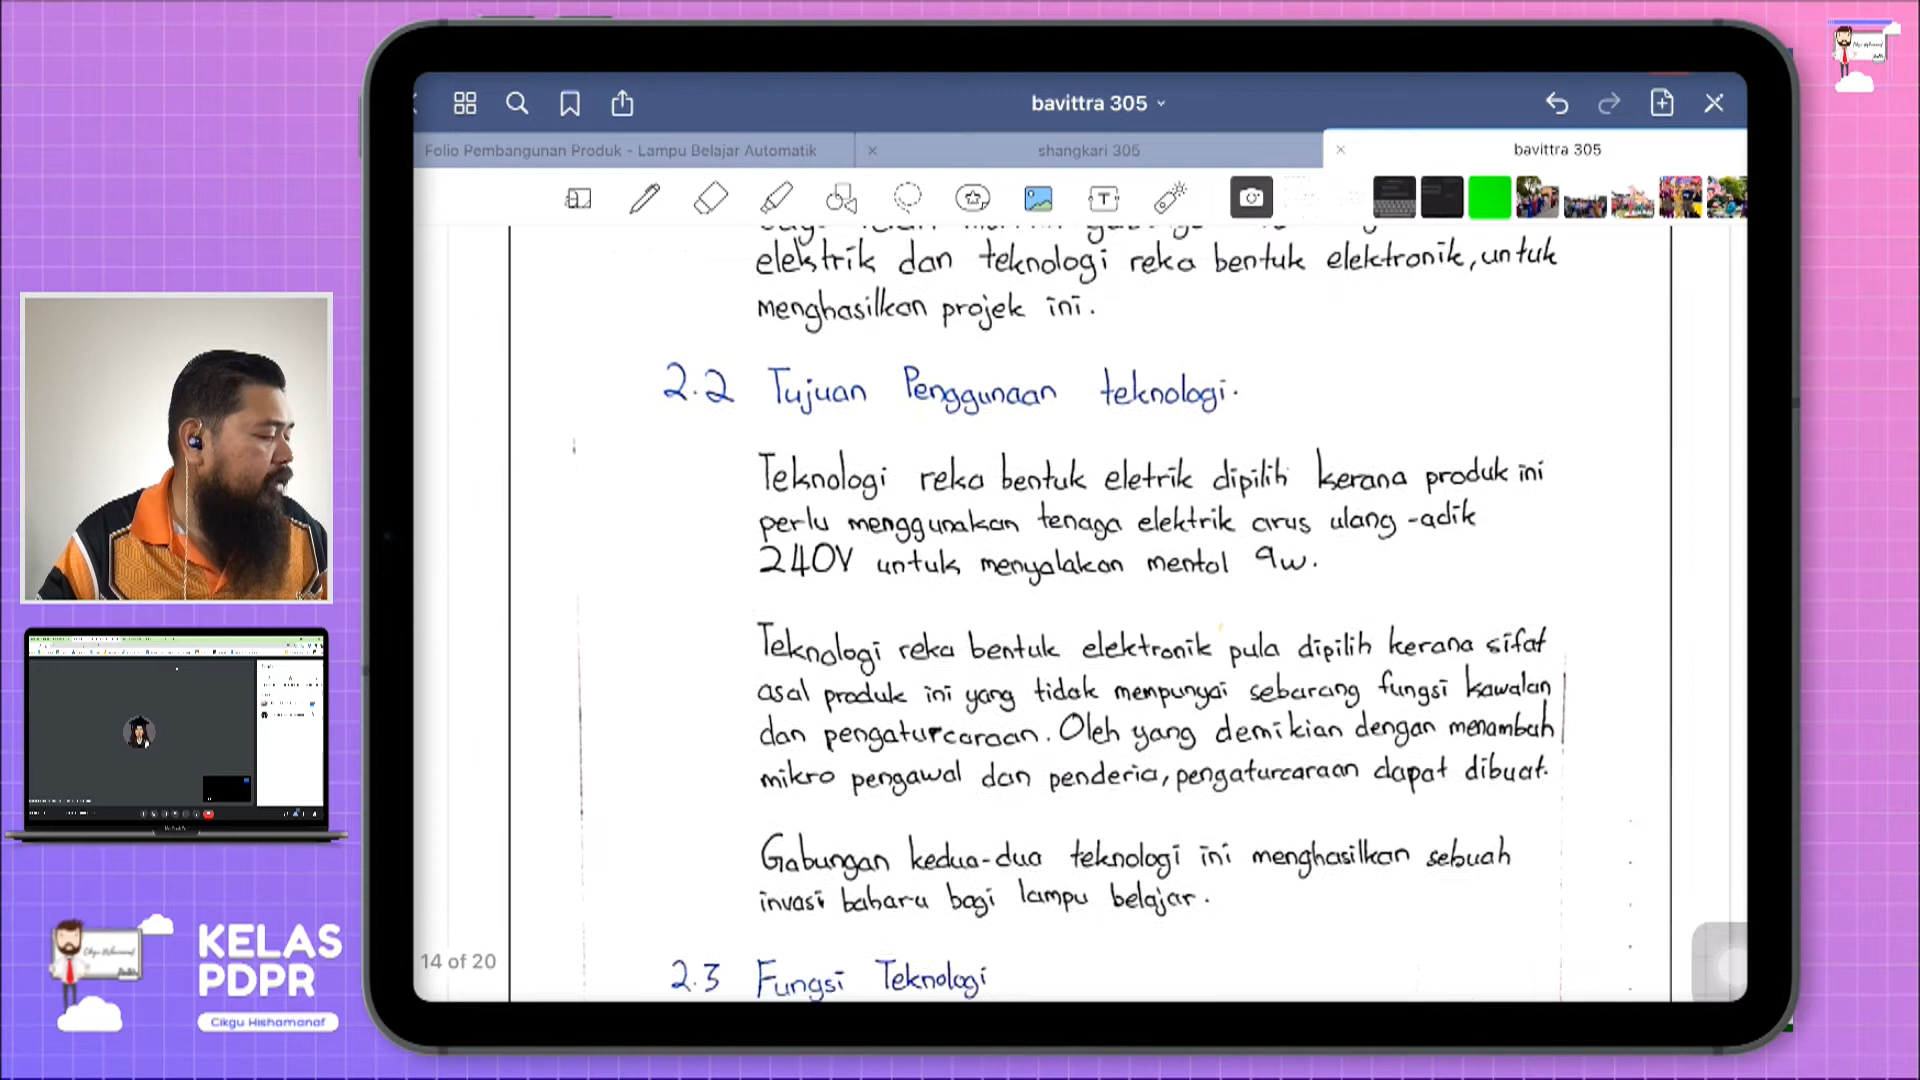 bavittra 305
Folio Pembangunan Produk - Lampu Belajar Automatik
shangkari 305
bavittra 305
elektrik dan teknologi reka bentuk elektronik, untuk
menghasilkan projek ini.
2.2 Tujuan Penggunaan teknologi.
Teknologi reka bentuk eletrik dipilih kerana produk ini
perlu menggunakan tenaga elektrik arus ulang-adik
240V untuk menyalakan mentol 9w.
Teknologi reka bentuk elektronik pula dipilih kerana sifat
asal produk ini yang tidak mempunyai sebarang fungsi kawalan
dan pengaturcaraan. Oleh yang demikian dengan menambah
mikro pengawal dan penderia, pengaturcaraan dapat dibuat.
Gabungan kedua-dua teknologi ini menghasilkan sebuah
invasi baharu bagi lampu belajar.
14 of 20
2.3 Fungsi Teknologi
KELAS
PDPR
Cikgu Hishamanaf